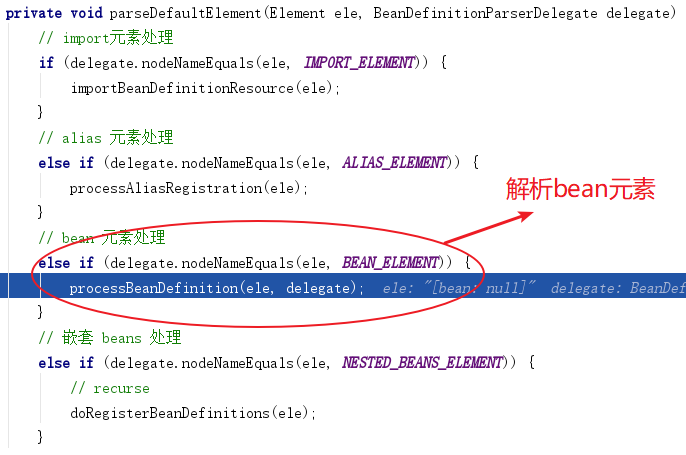 private void parseDefaultElement(Element ele, BeanDefinitionParserDelegate delegate)
// import元素处理
if (delegate.nodeNameEquals(ele, IMPORT_ELEMENT)) {
importBeanDefinitionResource(ele);
}
// alias 元素处理
else if (delegate.nodeNameEquals(ele, ALIAS_ELEMENT)) {
processAliasRegistration(ele);
}
解析bean元素
// bean 元素处理
else if (delegate.nodeNameEquals(ele, BEAN_ELEMENT)) {
processBeanDefinition(ele, delegate); ele: "[bean: null]" delegate: BeanDef
}
// 嵌套 beans 处理
else if (delegate.nodeNameEquals(ele, NESTED_BEANS_ELEMENT)) {
// recurse
doRegisterBeanDefinitions(ele);
}